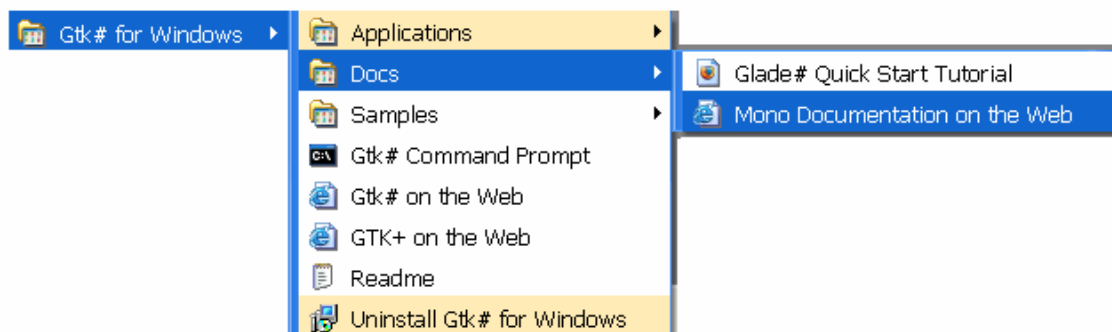 Gtk# for Windows
Applications
Docs
Samples
Gtk# Command Prompt
Gtk# on the Web
GTK+ on the Web
Readme
Uninstall Gtk# for Windows
Glade# Quick Start Tutorial
Mono Documentation on the Web